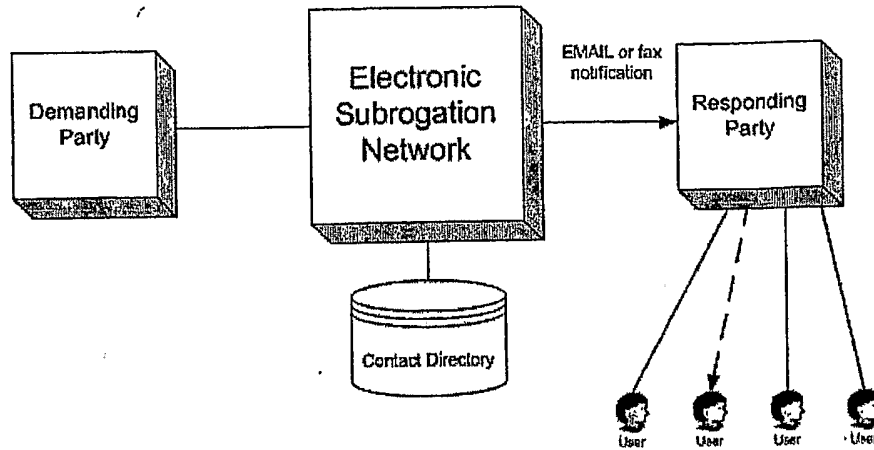 Demanding
Party
Electronic
Subrogation
Network
EMAIL or fax
notification
Responding
Party
Contact Directory
User
User
User
User